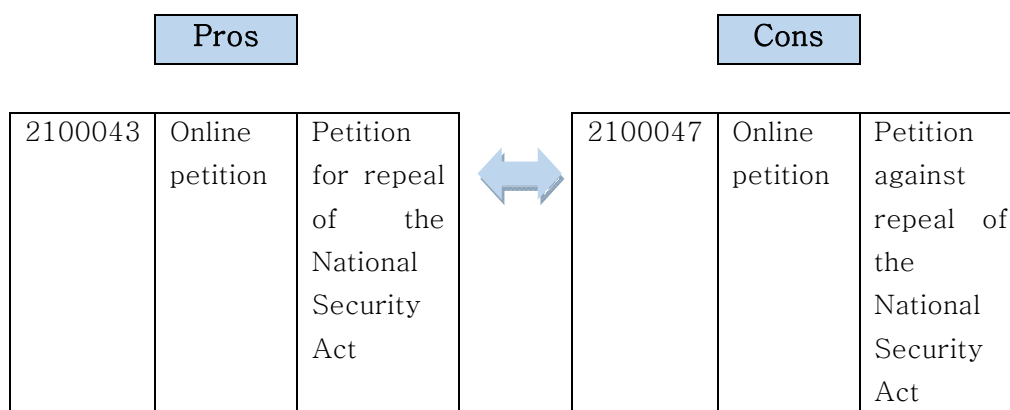 Pros
Cons
2100043
Online
petition
Petition
for repeal
of the
National
Security
Act
2100047
Online
petition
Petition
against
repeal of
the
National
Security
Act